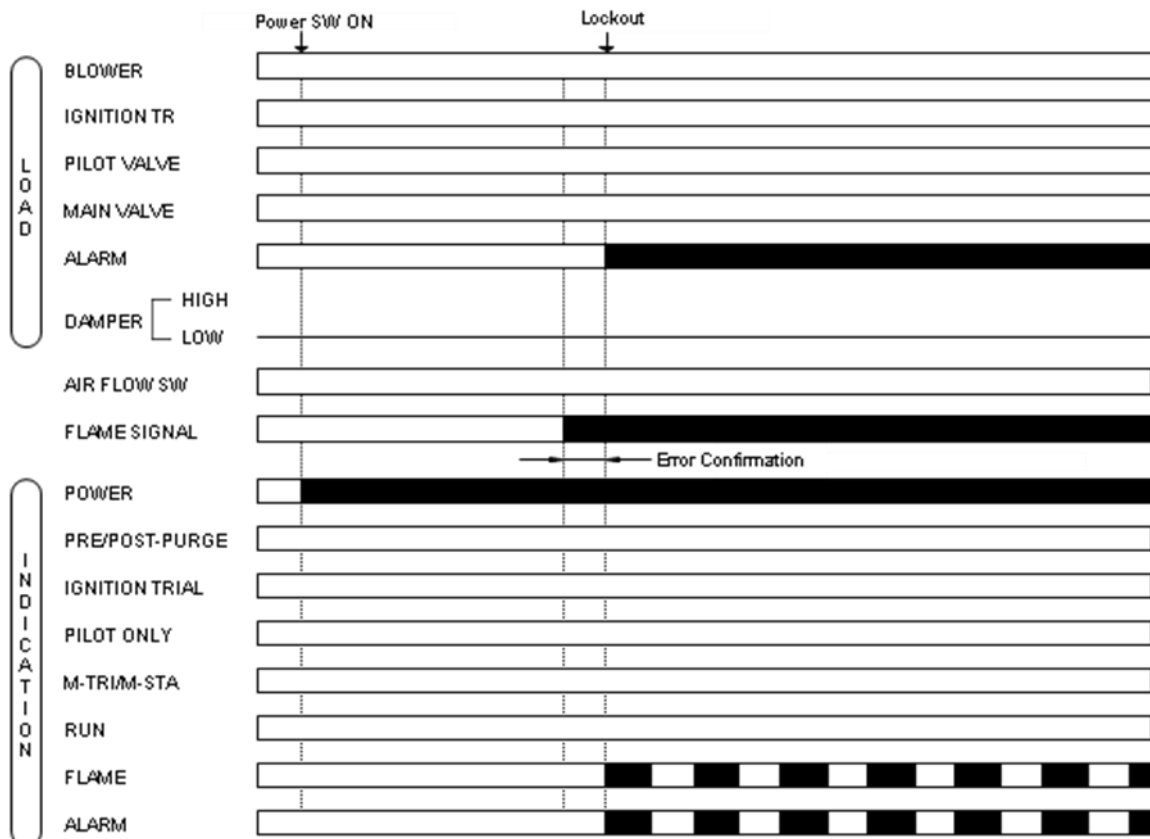 Power SW ON
Lockout
LOAD
BLOWER
IGNITION TR
PILOT VALVE
MAIN VALVE
ALARM
DAMPER
HIGH
LOW
AIR FLOW SW
FLAME SIGNAL
Error Confirmation
INDICATION
POWER
PRE/POST-PURGE
IGNITION TRIAL
PILOT ONLY
M-TRI/M-STA
RUN
FLAME
ALARM